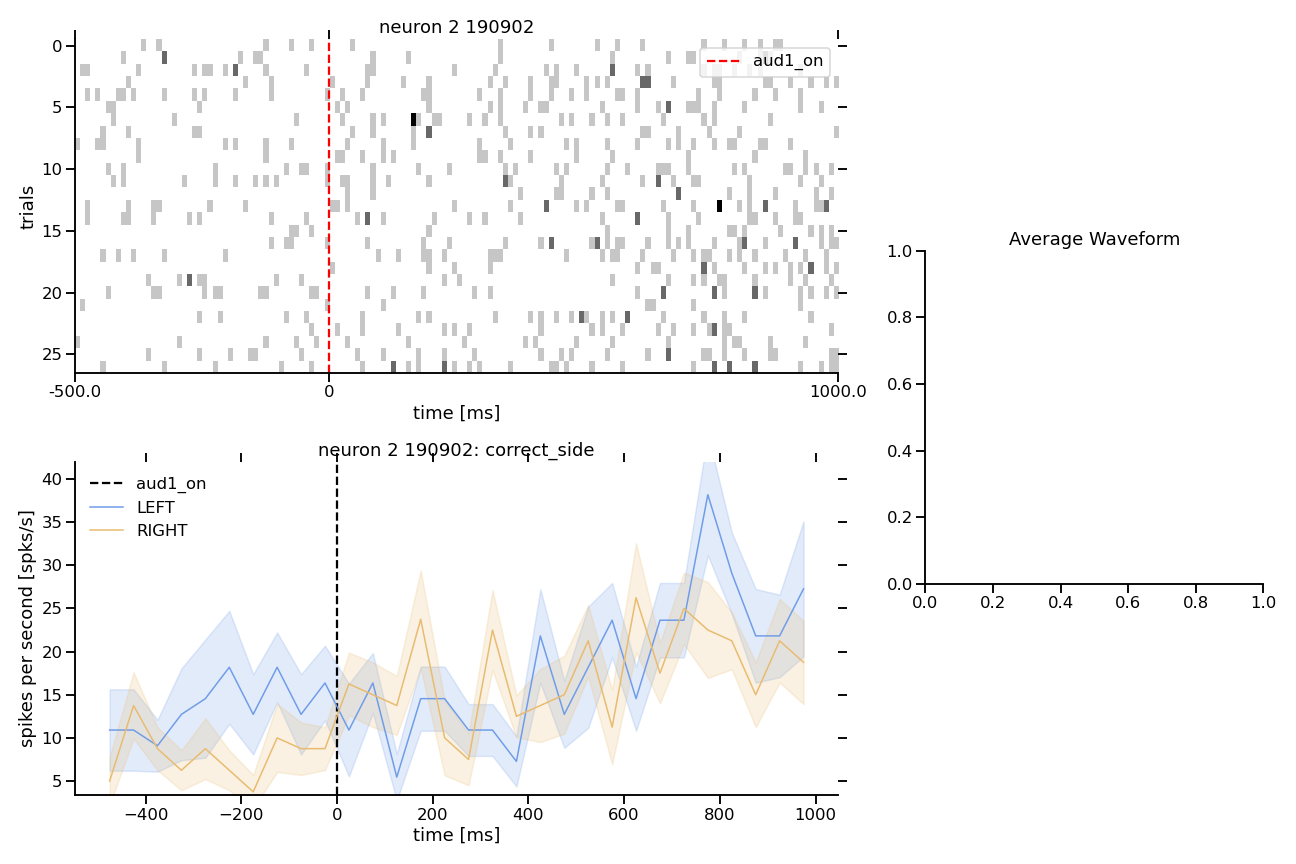 neuron 2 190902
0
5
10
15
20
25
trials
aud1_on
-500.0 0 1000.0
time [ms]
neuron 2 190902: correct_side
40
35
30
25
20
15
10
5
spikes per second [spks/s]
aud1_on
LEFT
RIGHT
−400 −200 0 200 400 600 800 1000
time [ms]
Average Waveform
1.0
0.8
0.6
0.4
0.2
0.0
0.0 0.2 0.4 0.6 0.8 1.0